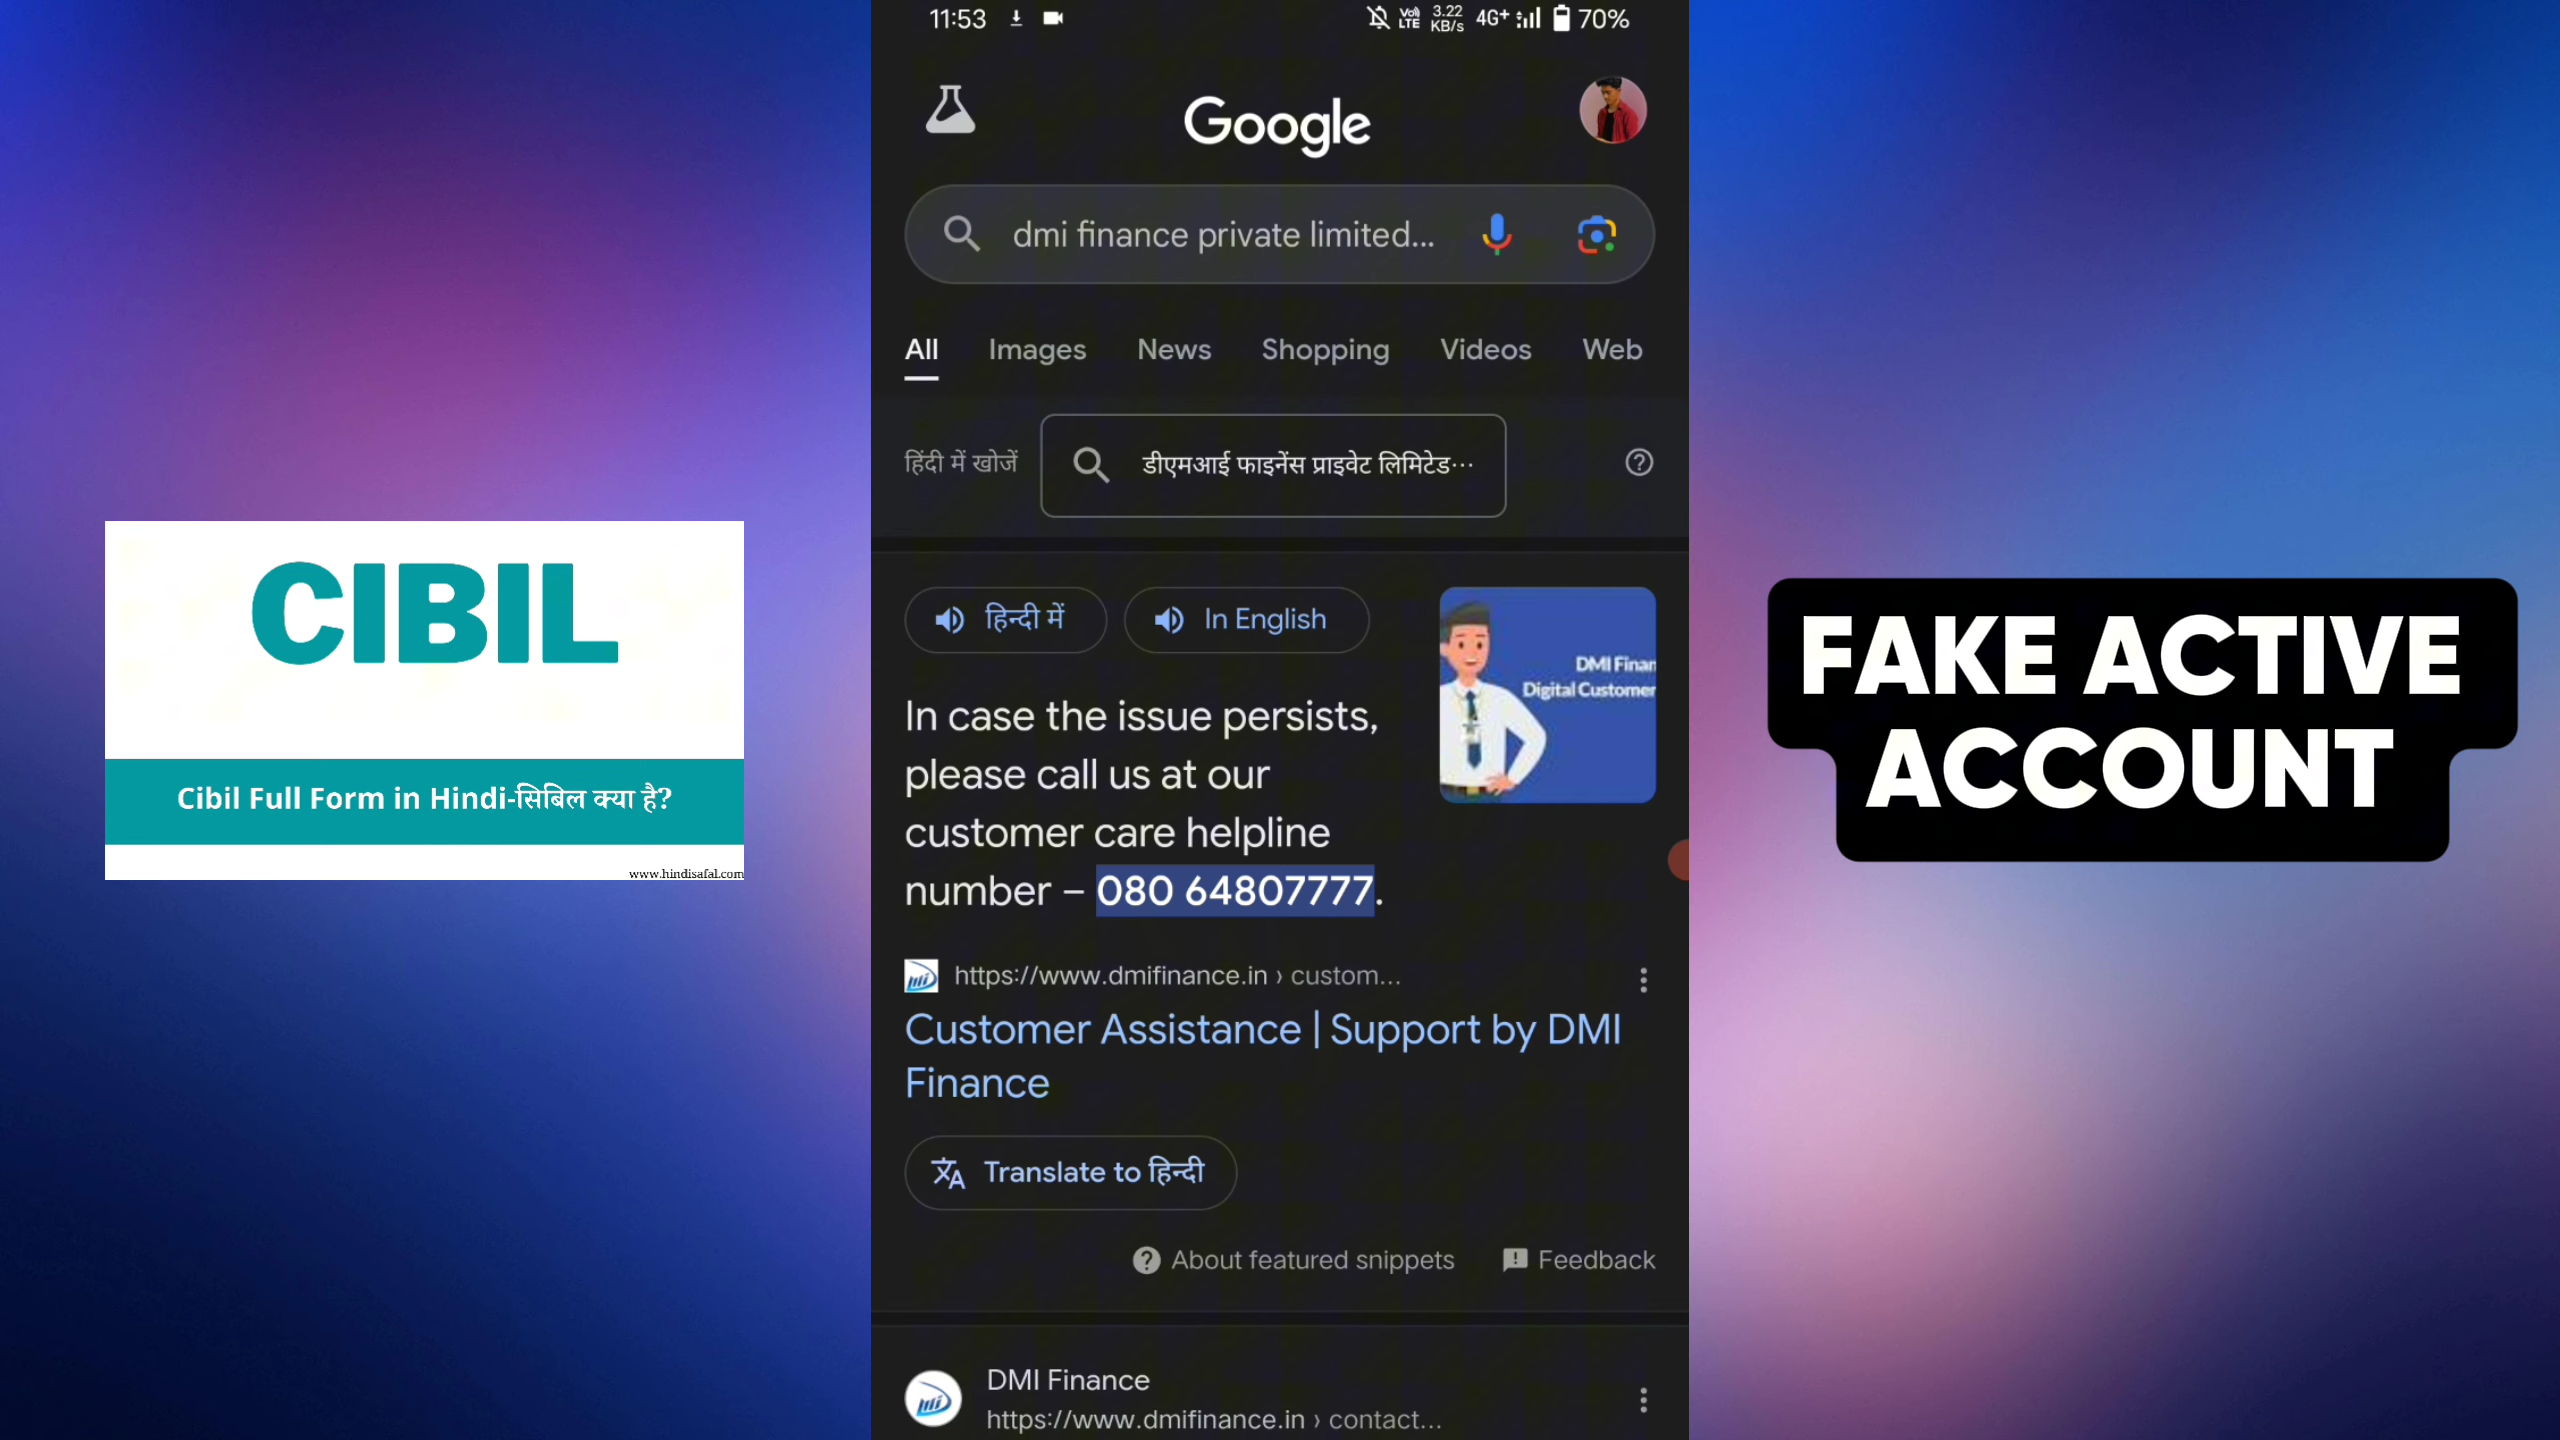 11:53
VoD LTE 3.22 KB/s 4G+ 70%
Google
dmi finance private limited...
All Images News Shopping Videos Web
हिंदी में खोजें
डीएमआई फाइनेंस प्राइवेट लिमिटेड...
हिन्दी में
In English
DMI Finan
Digital Customer
In case the issue persists,
please call us at our
customer care helpline
number – 080 64807777.
https://www.dmifinance.in › custom...
Customer Assistance | Support by DMI
Finance
Translate to हिन्दी
About featured snippets
Feedback
DMI Finance
https://www.dmifinance.in › contact...
CIBIL
Cibil Full Form in Hindi-सिबिल क्या है?
www.hindisafal.com
FAKE ACTIVE
ACCOUNT